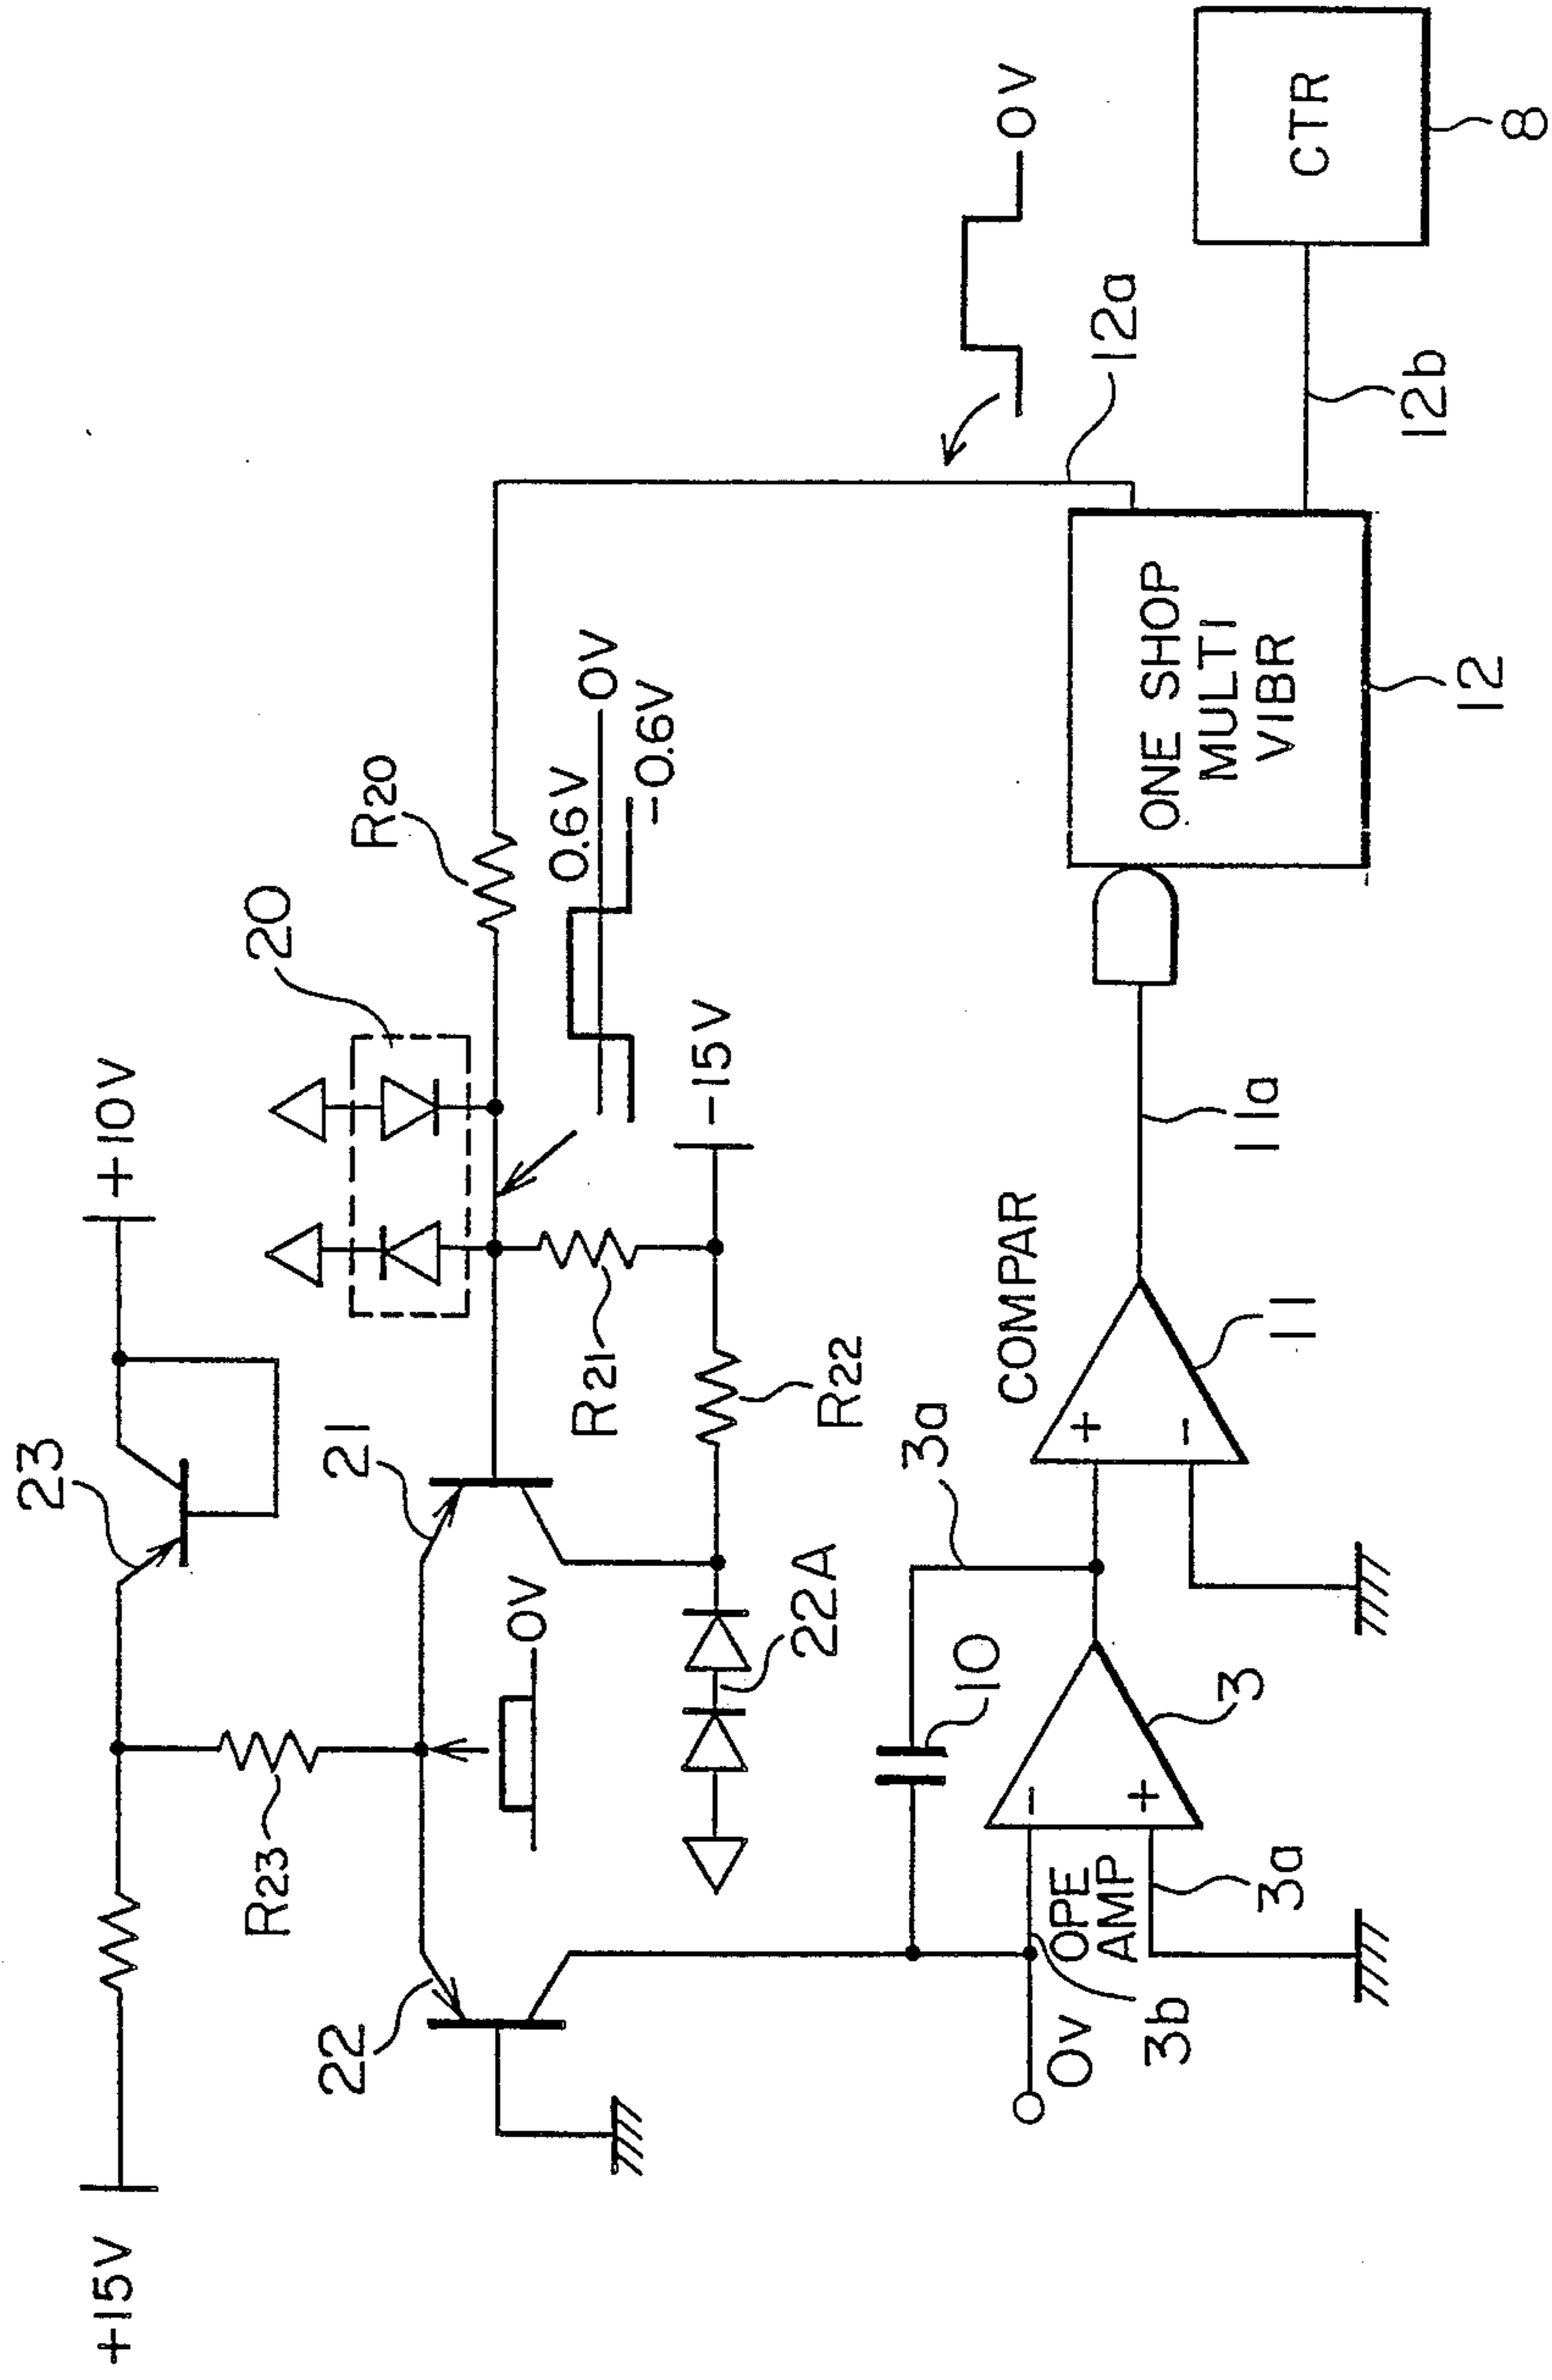 +15V
23
+10V
R23
22
21
20
R20
0V
0.6V
0V
-0.6V
R21
-15V
R22
22A
10
3a
COMPAR
12a
0V
0V
3b
OPE
AMP
3a
3
11
11a
ONE SHOP
MULTI
VIBR
12
12b
CTR
8